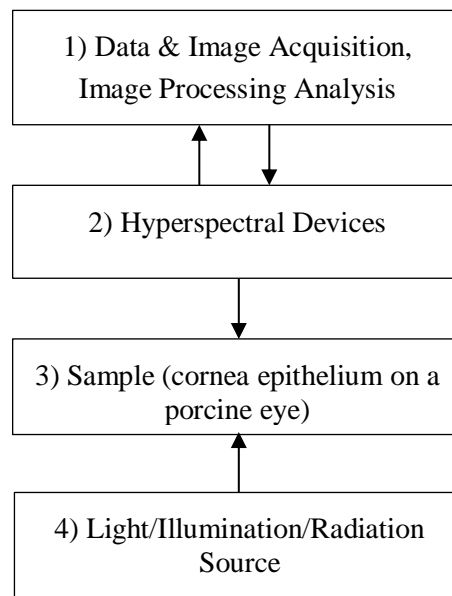 1) Data & Image Acquisition,
Image Processing Analysis
2) Hyperspectral Devices
3) Sample (cornea epithelium on a
porcine eye)
4) Light/Illumination/Radiation
Source